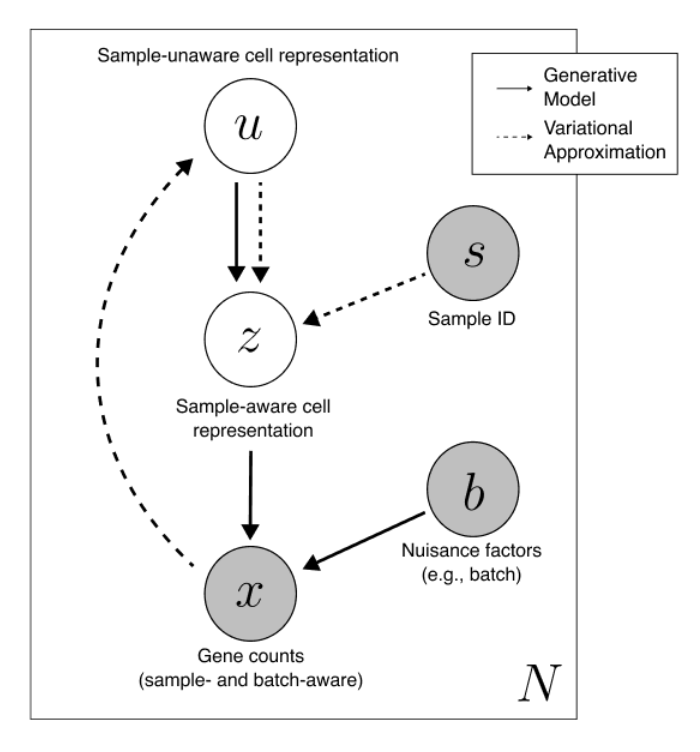 Sample-unaware cell representation
Generative
Model
Variational
Approximation
u
s
Sample ID
z
Sample-aware cell
representation
b
Nuisance factors
(e.g., batch)
x
Gene counts
(sample- and batch-aware)
N